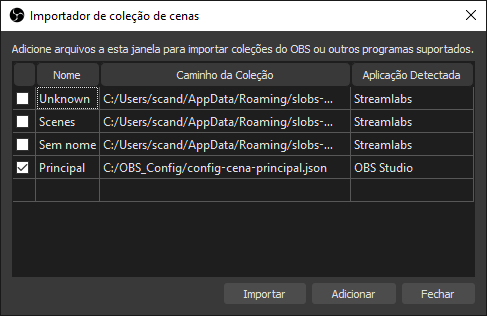 Importador de coleção de cenas
Adicione arquivos a esta janela para importar coleções do OBS ou outros programas suportados.
Nome Caminho da Coleção Aplicação Detectada
Unknown C:/Users/scand/AppData/Roaming/slobs-... Streamlabs
Scenes C:/Users/scand/AppData/Roaming/slobs-... Streamlabs
Sem nome C:/Users/scand/AppData/Roaming/slobs-... Streamlabs
Principal C:/OBS_Config/config-cena-principal.json OBS Studio
Importar Adicionar Fechar